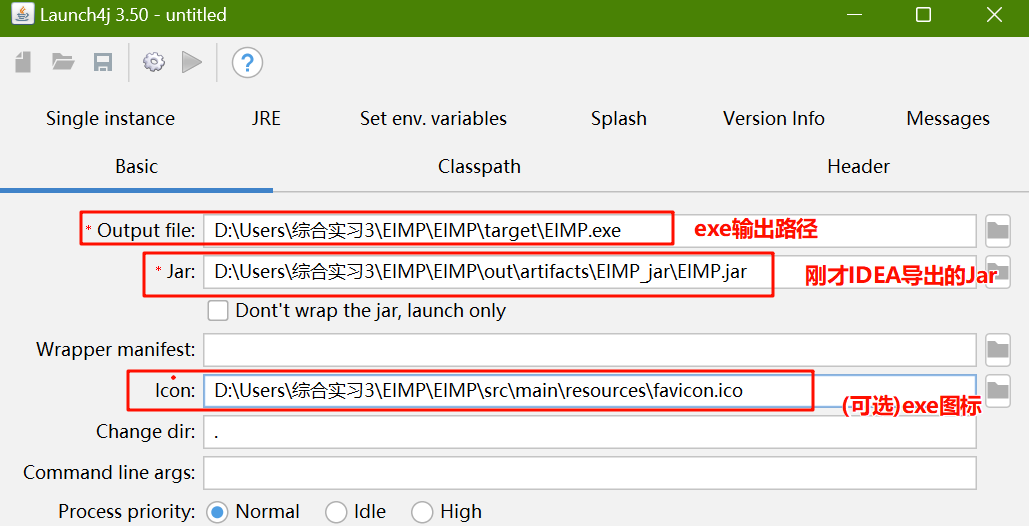 Launch4j 3.50 - untitled
?
Single instance JRE Set env. variables Splash Version Info Messages
Basic Classpath Header
* Output file: D:\Users\综合实习3\EIMP\EIMP\target\EIMP.exe exe输出路径
* Jar: D:\Users\综合实习3\EIMP\EIMP\out\artifacts\EIMP_jar\EIMP.jar 刚才IDEA导出的Jar
Don't wrap the jar, launch only
Wrapper manifest:
Icon: D:\Users\综合实习3\EIMP\EIMP\src\main\resources\favicon.ico (可选)exe图标
Change dir: .
Command line args:
Process priority: Normal Idle High